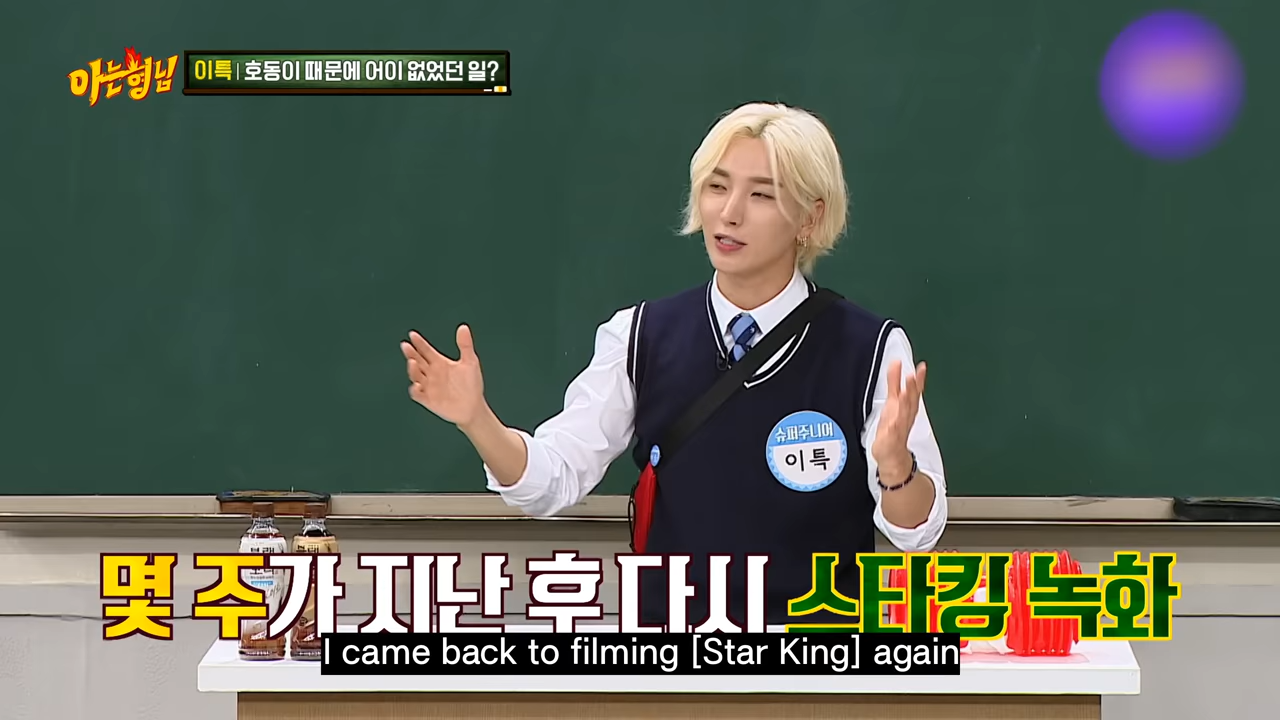 아는형님
이특 | 호동이 때문에 어이 없었던 일?
슈퍼주니어
이특
몇 주가 지난 후 다시 스타킹 녹화
I came back to filming [Star King] again